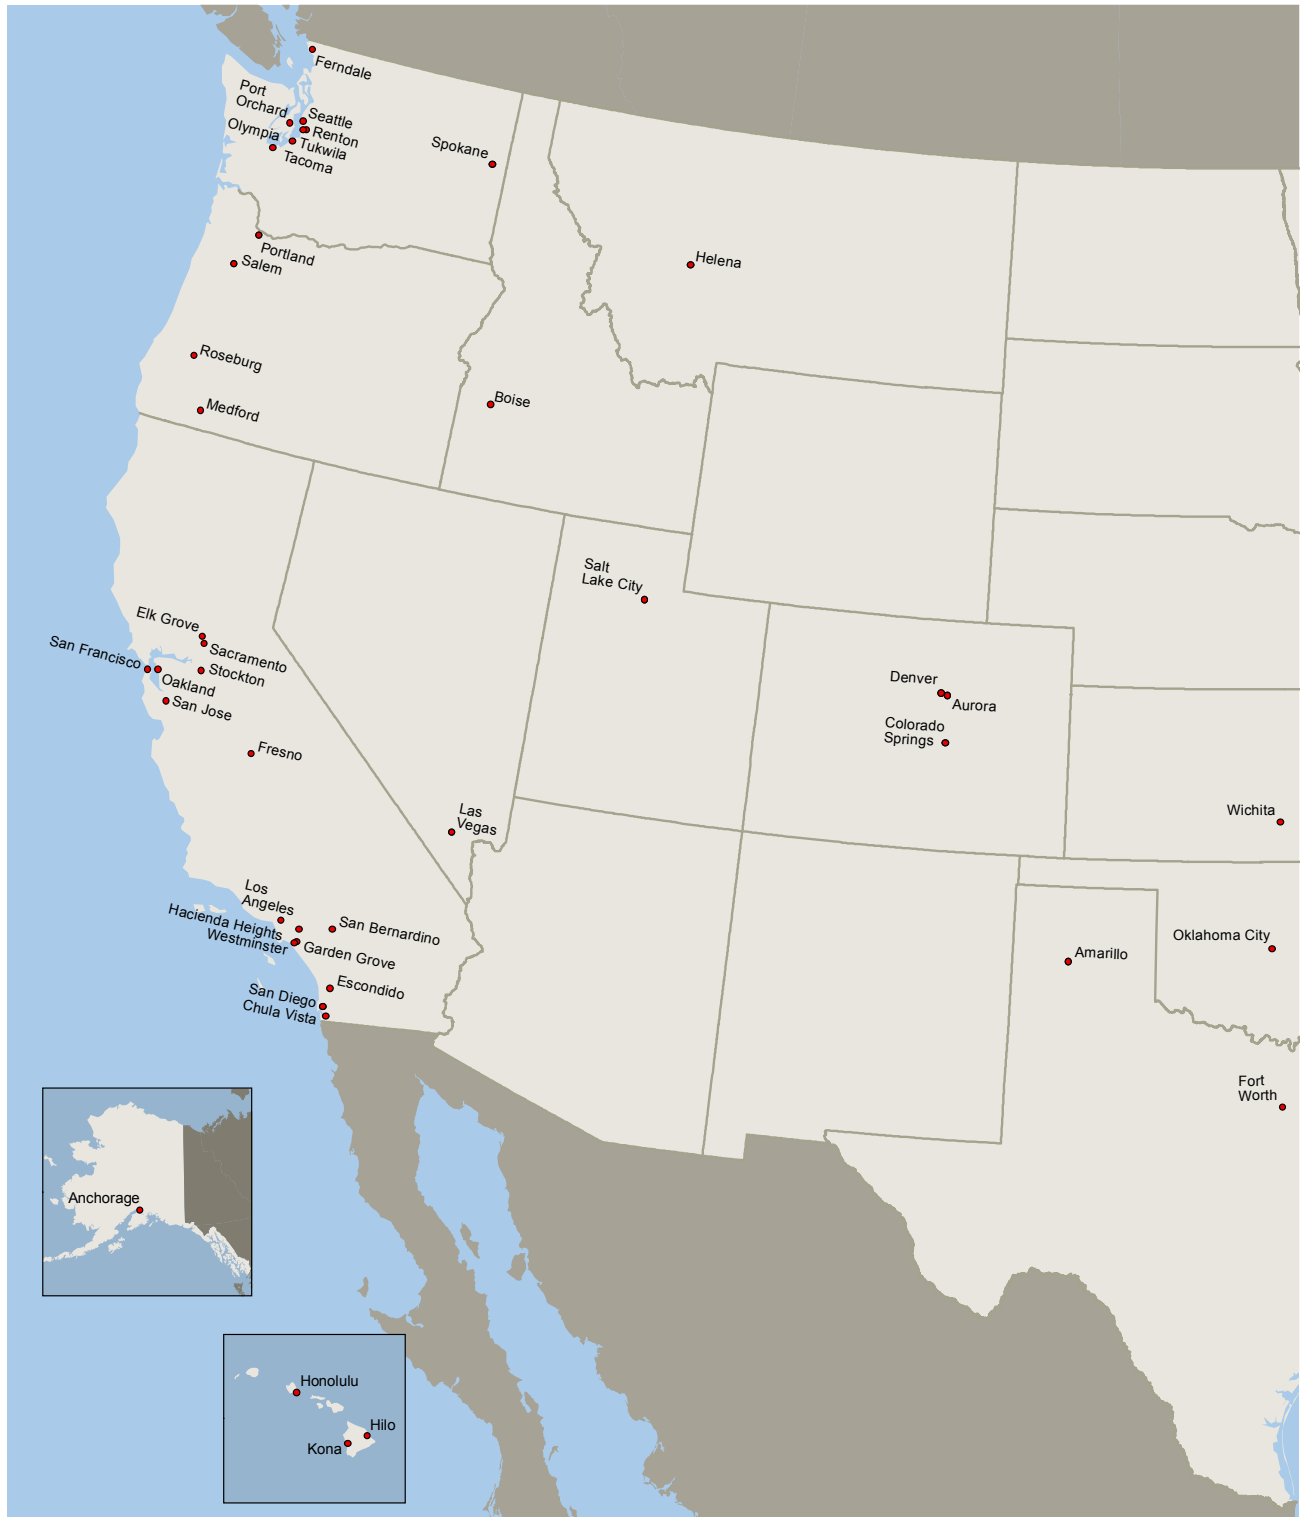 Ferndale
Port
Orchard
Seattle
Olympia
Renton
Tukwila
Tacoma
Spokane
Portland
Salem
Helena
Roseburg
Medford
Boise
Salt
Lake City
Elk Grove
San Francisco
Sacramento
Stockton
Oakland
San Jose
Denver
Aurora
Colorado
Springs
Fresno
Las
Vegas
Wichita
Los
Angeles
Hacienda Heights
Westminster
San Bernardino
Garden Grove
Oklahoma City
Amarillo
Escondido
San Diego
Chula Vista
Fort
Worth
Anchorage
Honolulu
Hilo
Kona